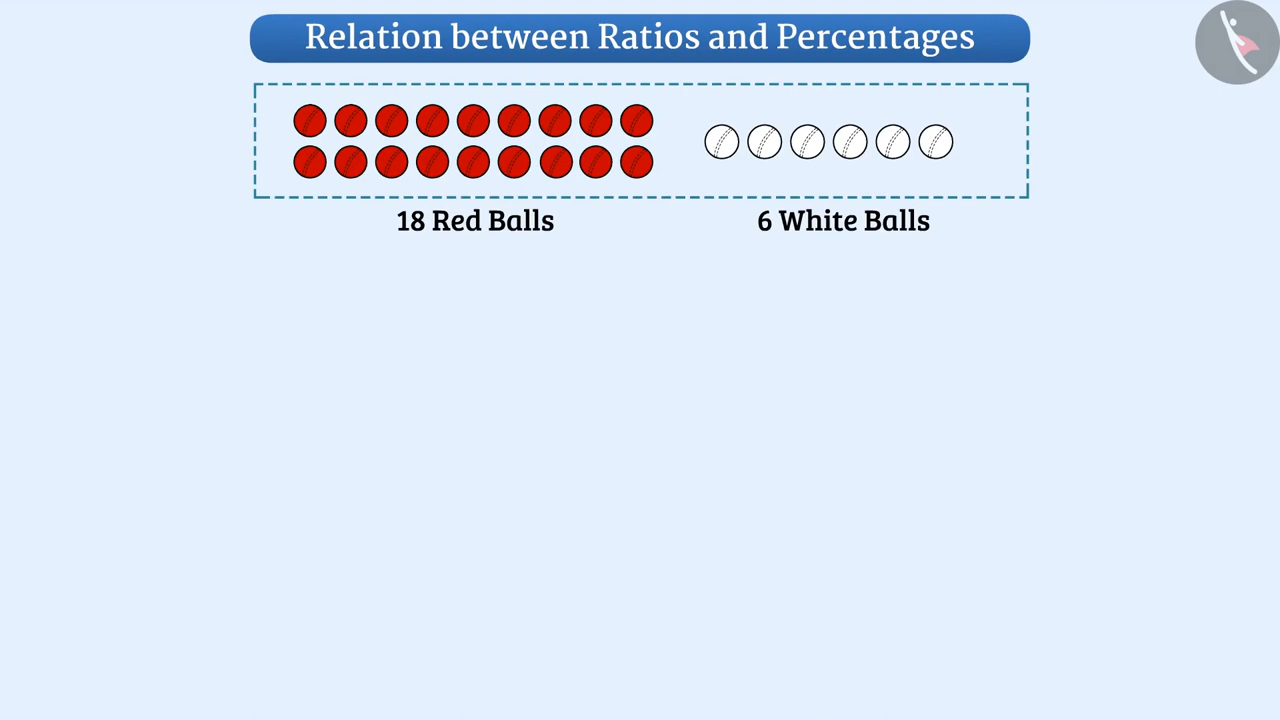 Relation between Ratios and Percentages
18 Red Balls
6 White Balls